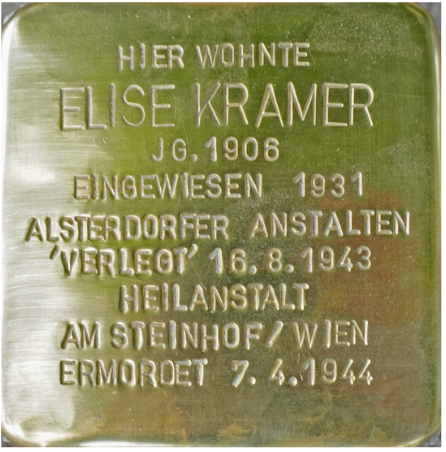 HIER WOHNTE
ELISE KRAMER
JG. 1906
EINGEWIESEN 1931
ALSTERDORFER ANSTALTEN
'VERLEGT' 16. 8. 1943
HEILANSTALT
AM STEINHOF / WIEN
ERMORDET 7. 4. 1944